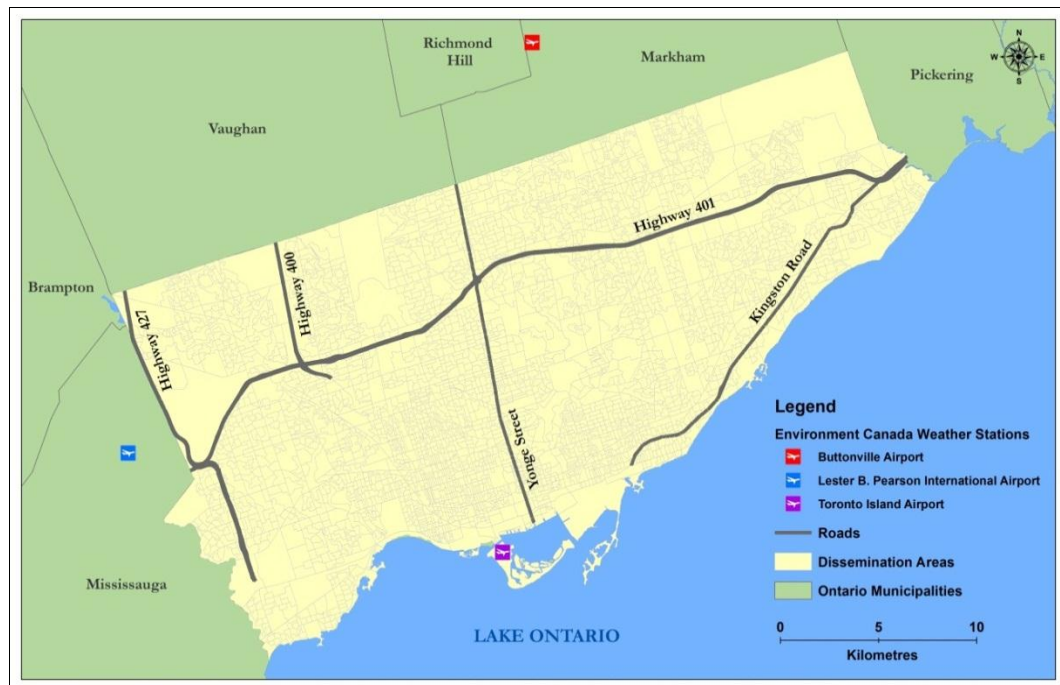 Richmond
Hill
Markham
N
W
E
S
Pickering
Vaughan
Highway 401
Highway 400
Brampton
Kingston Road
Highway 427
Yonge Street
Legend
Environment Canada Weather Stations
Buttonville Airport
Lester B. Pearson International Airport
Toronto Island Airport
Roads
Dissemination Areas
Ontario Municipalities
Mississauga
LAKE ONTARIO
0 5 10
Kilometres